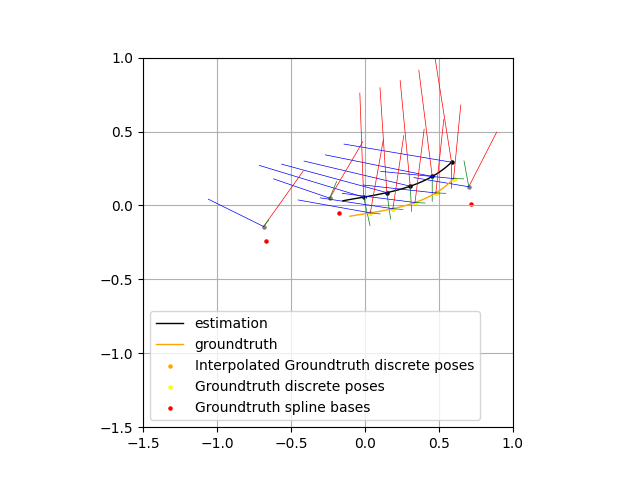 1.0
0.5
0.0
−0.5
−1.0
−1.5
estimation
groundtruth
Interpolated Groundtruth discrete poses
Groundtruth discrete poses
Groundtruth spline bases
−1.5 −1.0 −0.5 0.0 0.5 1.0